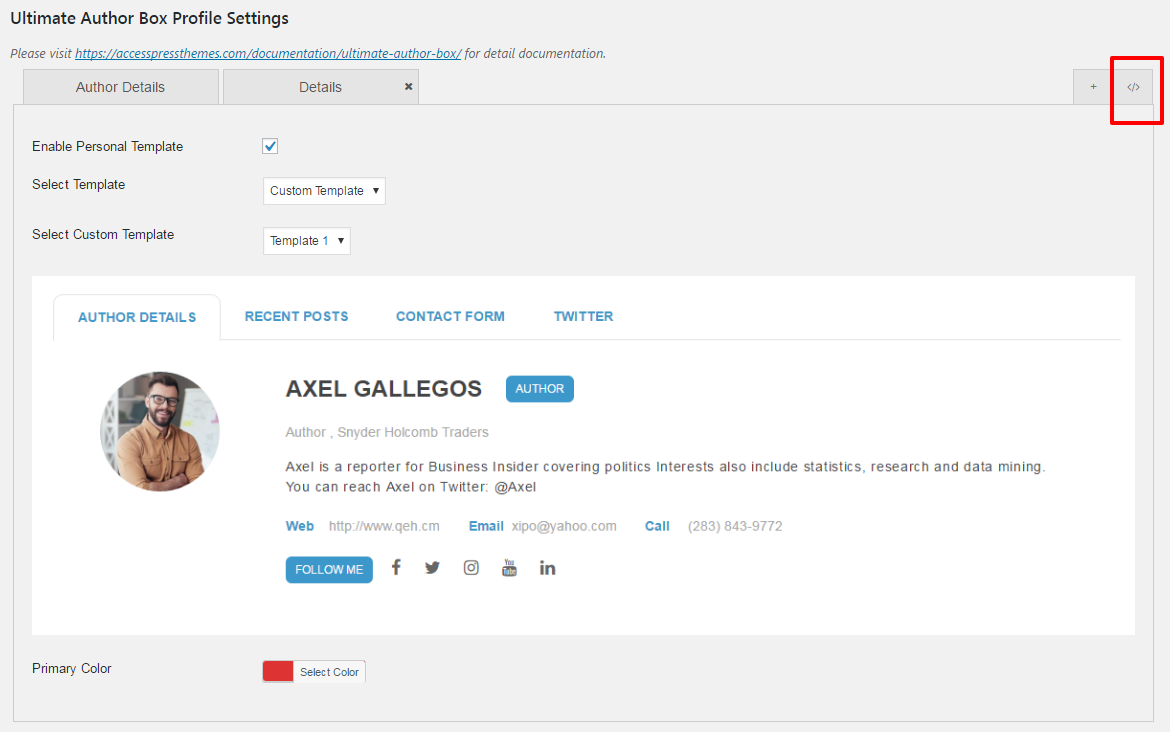 Ultimate Author Box Profile Settings
Please visit https://accesspressthemes.com/documentation/ultimate-author-box/ for detail documentation.
Author Details Details ✖ + </>
Enable Personal Template
Select Template Custom Template ▼
Select Custom Template Template 1 ▼
AUTHOR DETAILS RECENT POSTS CONTACT FORM TWITTER
AXEL GALLEGOS AUTHOR
Author , Snyder Holcomb Traders
Axel is a reporter for Business Insider covering politics Interests also include statistics, research and data mining.
You can reach Axel on Twitter: @Axel
Web http://www.qeh.cm Email xipo@yahoo.com Call (283) 843-9772
FOLLOW ME You Tube
Primary Color Select Color